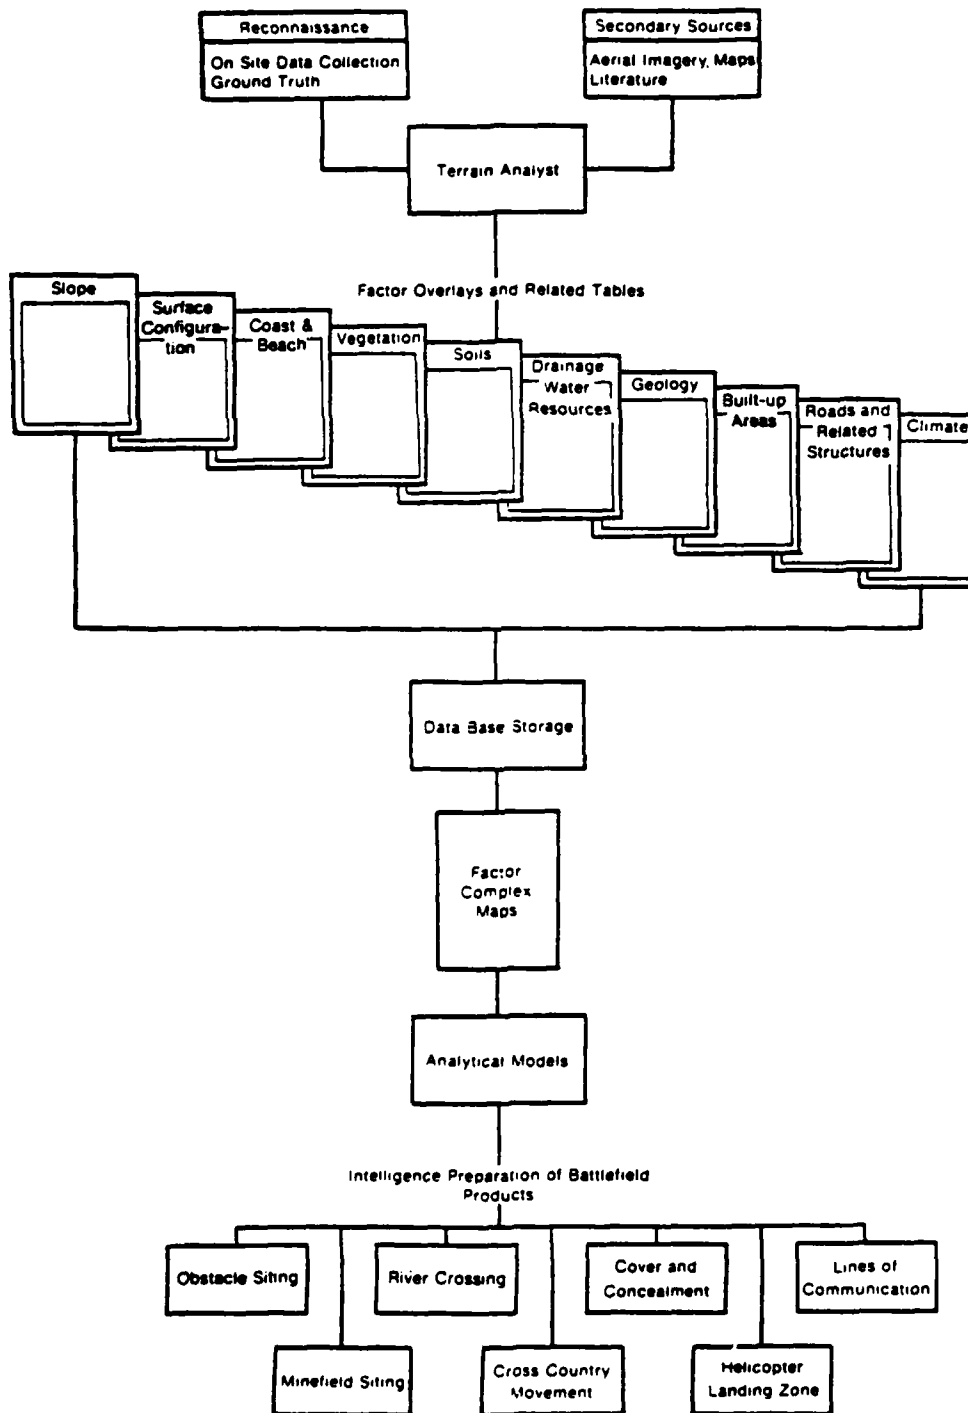 Reconnaissance
On Site Data Collection
Ground Truth
Secondary Sources
Aerial Imagery, Maps
Literature
Terrain Analyst
Factor Overlays and Related Tables
Slope
Surface
Configura-
tion
Coast &
Beach
Vegetation
Soils
Drainage
Water
Resources
Geology
Built-up
Areas
Roads and
Related
Structures
Climate
Data Base Storage
Factor
Complex
Maps
Analytical Models
Intelligence Preparation of Battlefield
Products
Obstacle Siting
River Crossing
Cover and
Concealment
Lines of
Communication
Minefield Siting
Cross Country
Movement
Helicopter
Landing Zone